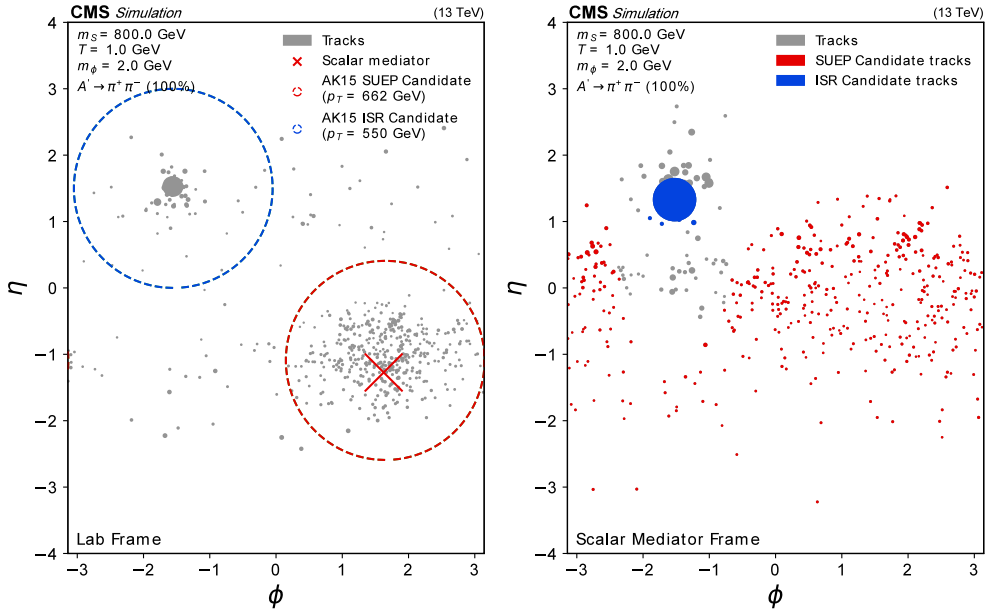 CMS Simulation (13 TeV)
m_S = 800.0 GeV
T = 1.0 GeV
m_ϕ = 2.0 GeV
A' → π⁺π⁻ (100%)
Tracks
Scalar mediator
AK15 SUEP Candidate
(p_T = 662 GeV)
AK15 ISR Candidate
(p_T = 550 GeV)
4
3
2
1
0
−1
−2
−3
−4
η
Lab Frame
−3 −2 −1 0 1 2 3
ϕ
CMS Simulation (13 TeV)
m_S = 800.0 GeV
T = 1.0 GeV
m_ϕ = 2.0 GeV
A' → π⁺π⁻ (100%)
Tracks
SUEP Candidate tracks
ISR Candidate tracks
4
3
2
1
0
−1
−2
−3
−4
η
Scalar Mediator Frame
−3 −2 −1 0 1 2 3
ϕ